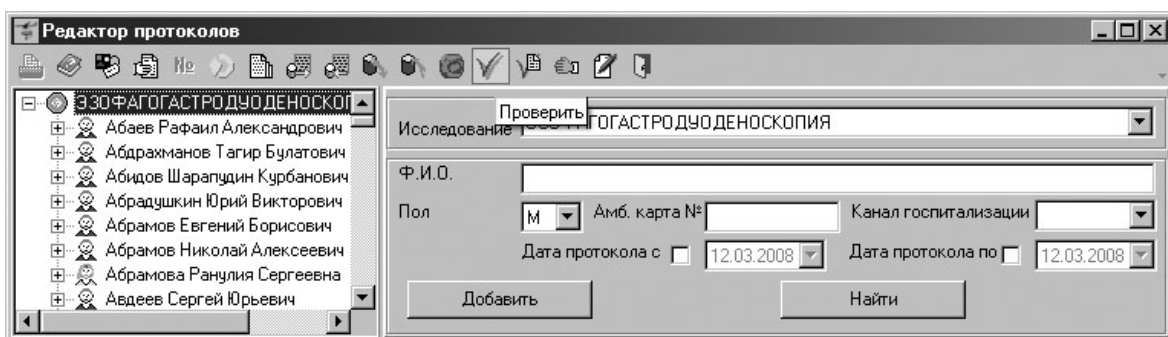 Редактор протоколов
№
ЭЗОФАГОГАСТРОДУОДЕНОСКОП
Абаев Рафаил Александрович
Абдрахманов Тагир Булатович
Абидов Шарапудин Курбанович
Абрадушкин Юрий Викторович
Абрамов Евгений Борисович
Абрамов Николай Алексеевич
Абрамова Ранулия Сергеевна
Авдеев Сергей Юрьевич
Проверить
Исследование ЭЗОФАГОГАСТРОДУОДЕНОСКОПИЯ
Ф.И.О.
Пол М Амб. карта № Канал госпитализации
Дата протокола с 12.03.2008 Дата протокола по 12.03.2008
Добавить Найти